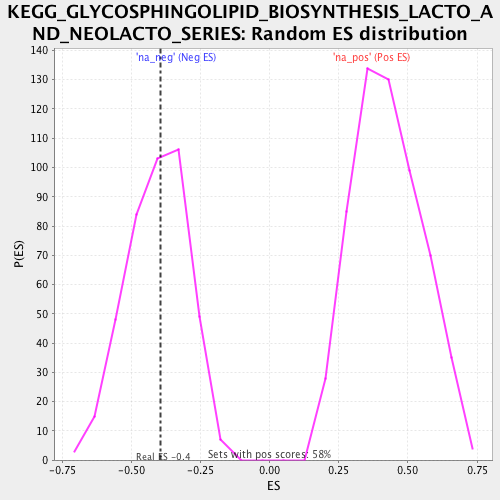 KEGG_GLYCOSPHINGOLIPID_BIOSYNTHESIS_LACTO_A
ND_NEOLACTO_SERIES: Random ES distribution
'na_neg' (Neg ES)
'na_pos' (Pos ES)
140
130
120
110
100
90
80
70
60
50
40
30
20
10
0
P(ES)
Real ES -0.4
Sets with pos scores: 58%
-0.75
-0.50
-0.25
0.00
0.25
0.50
0.75
ES